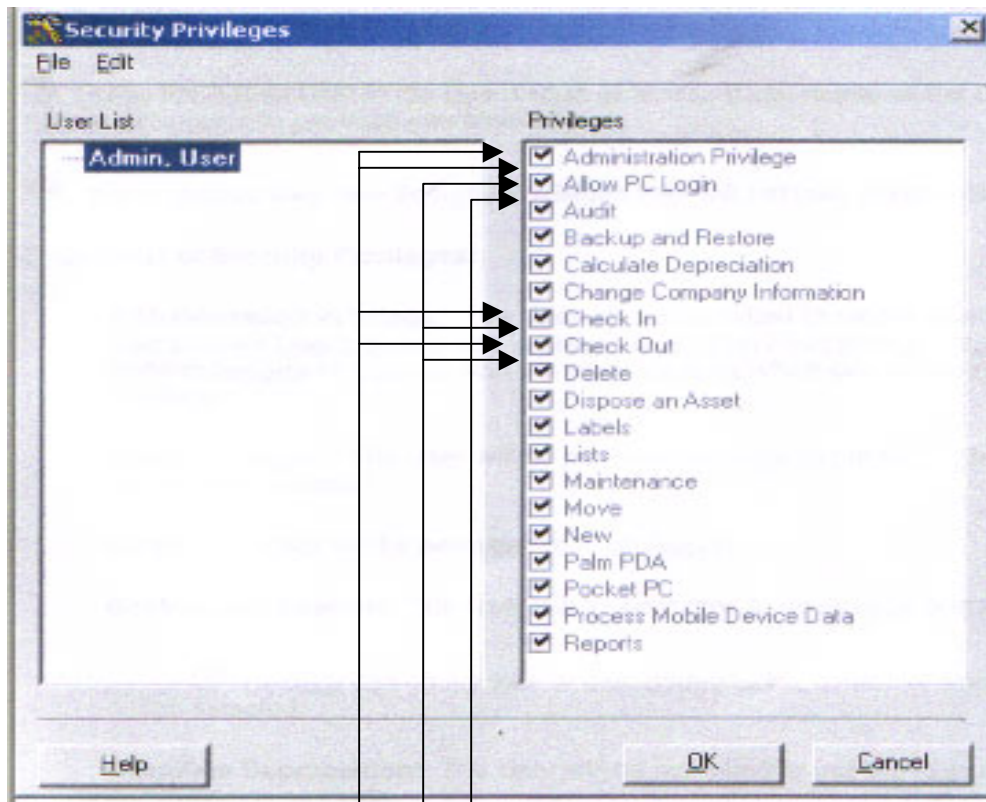 Security Privileges
File Edit
User List
Privileges
Admin, User
Administration Privilege
Allow PC Login
Audit
Backup and Restore
Calculate Depreciation
Change Company Information
Check In
Check Out
Delete
Dispose an Asset
Labels
Lists
Maintenance
Move
New
Palm PDA
Pocket PC
Process Mobile Device Data
Reports
Help
OK
Cancel